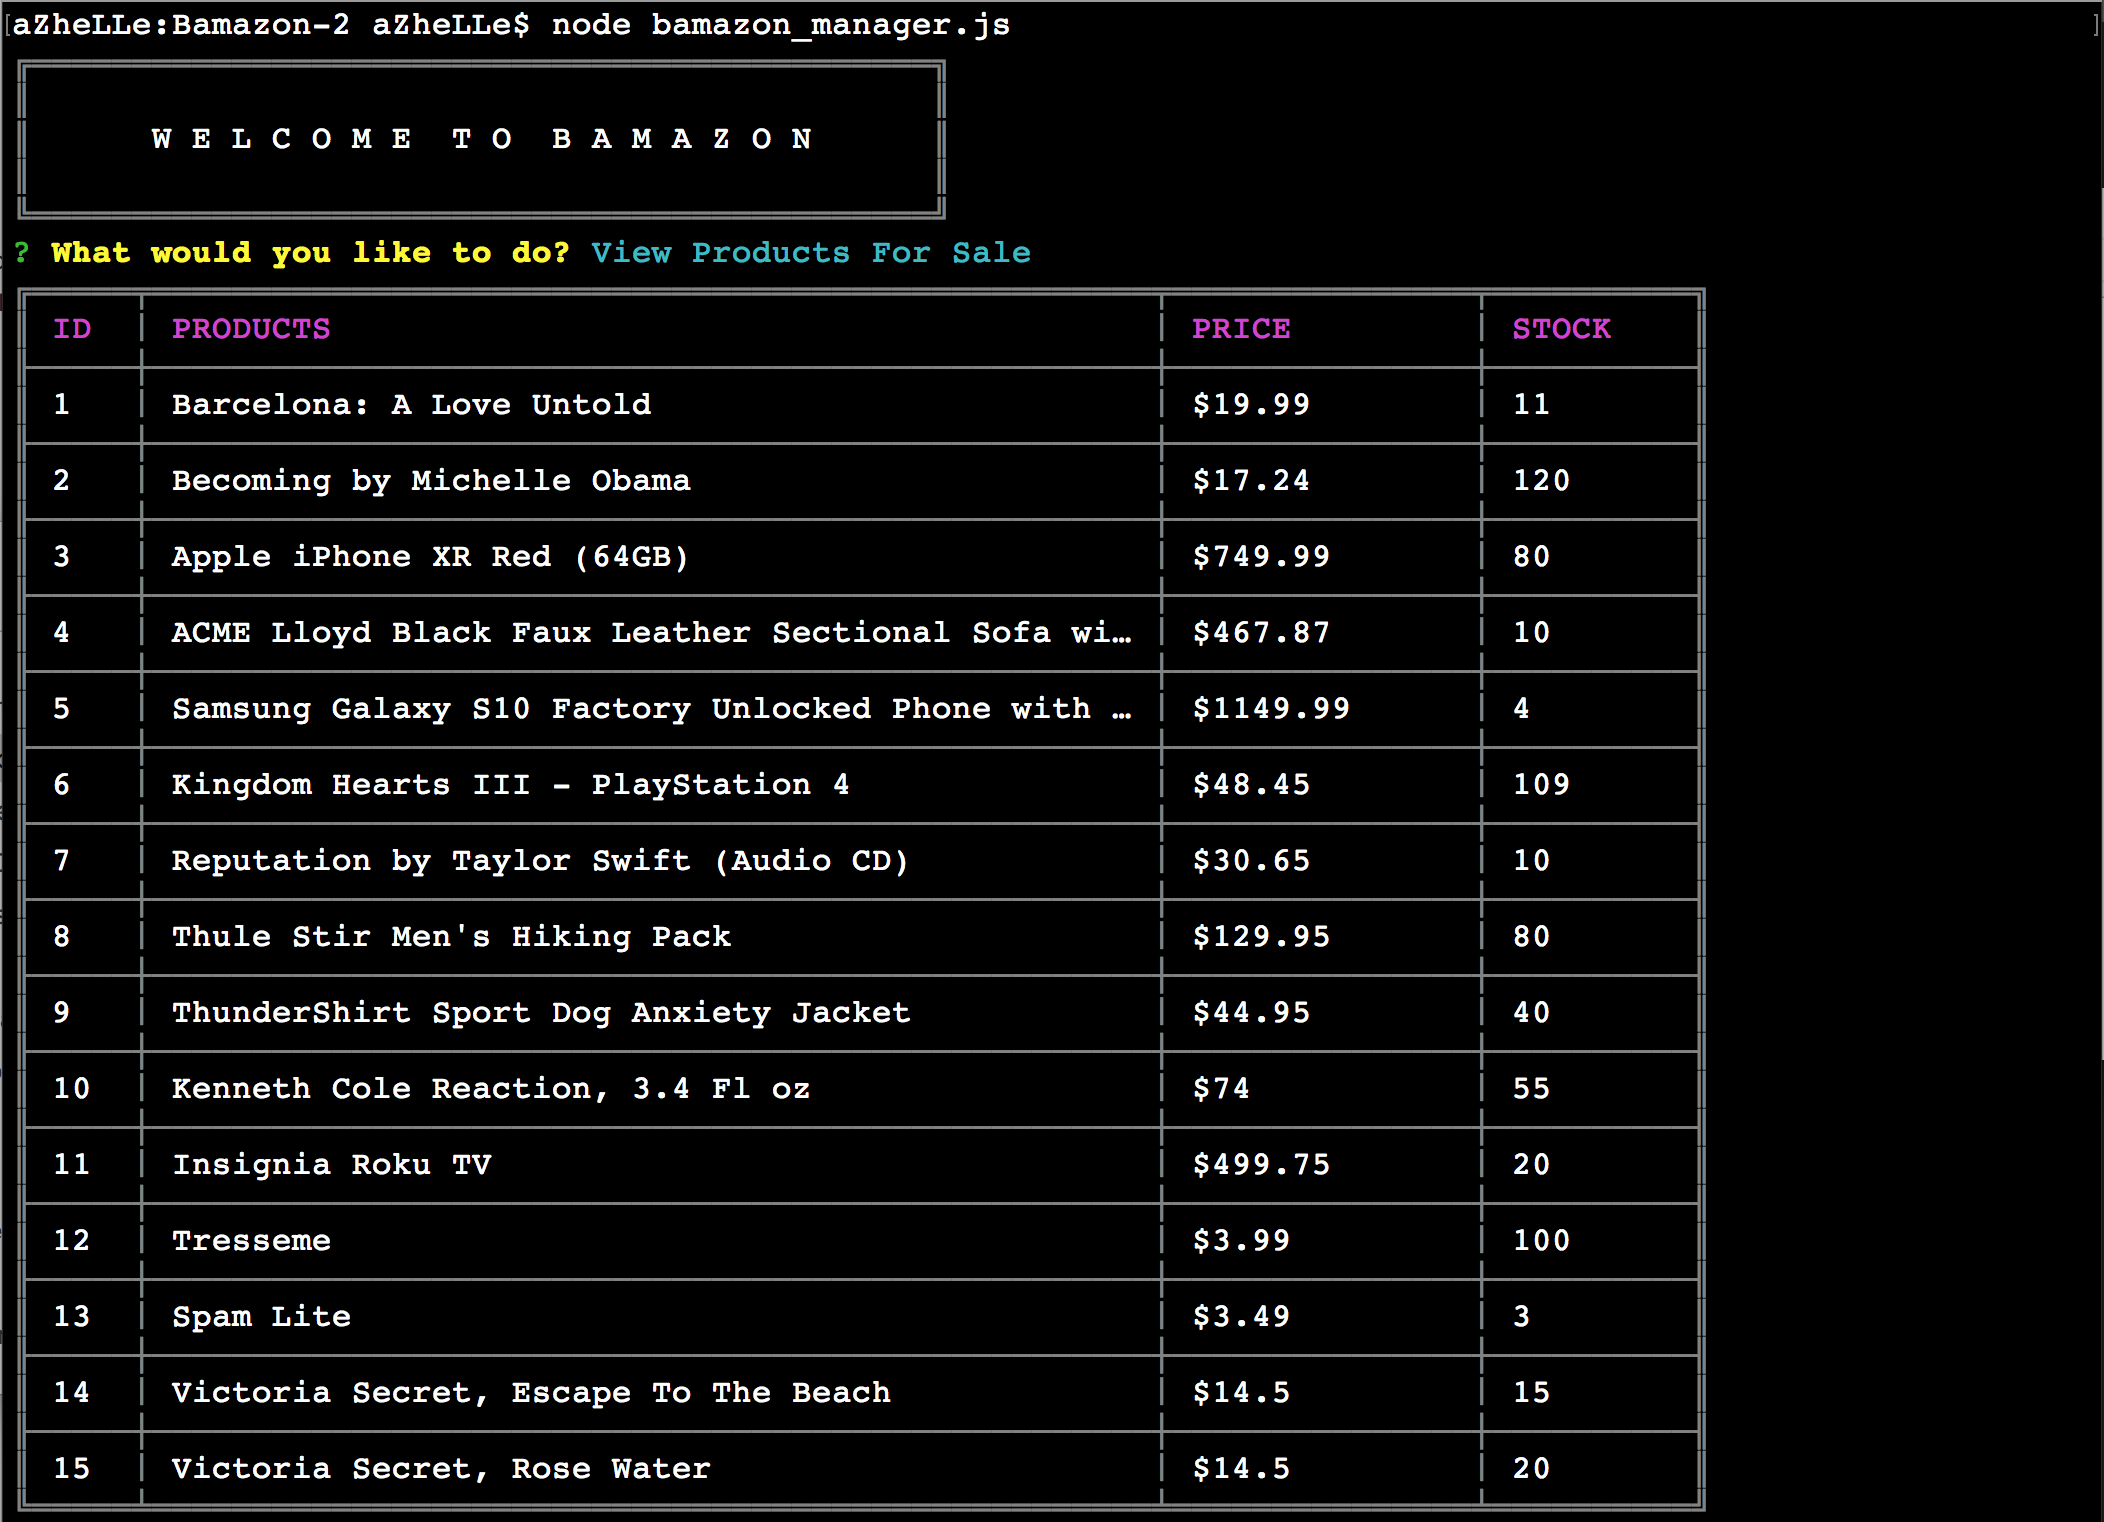 aZheLLe:Bamazon-2 aZheLLe$ node bamazon_manager.js
W E L C O M E  T O  B A M A Z O N
? What would you like to do? View Products For Sale
ID PRODUCTS PRICE STOCK
1 Barcelona: A Love Untold $19.99 11
2 Becoming by Michelle Obama $17.24 120
3 Apple iPhone XR Red (64GB) $749.99 80
4 ACME Lloyd Black Faux Leather Sectional Sofa wi… $467.87 10
5 Samsung Galaxy S10 Factory Unlocked Phone with … $1149.99 4
6 Kingdom Hearts III - PlayStation 4 $48.45 109
7 Reputation by Taylor Swift (Audio CD) $30.65 10
8 Thule Stir Men's Hiking Pack $129.95 80
9 ThunderShirt Sport Dog Anxiety Jacket $44.95 40
10 Kenneth Cole Reaction, 3.4 Fl oz $74 55
11 Insignia Roku TV $499.75 20
12 Tresseme $3.99 100
13 Spam Lite $3.49 3
14 Victoria Secret, Escape To The Beach $14.5 15
15 Victoria Secret, Rose Water $14.5 20